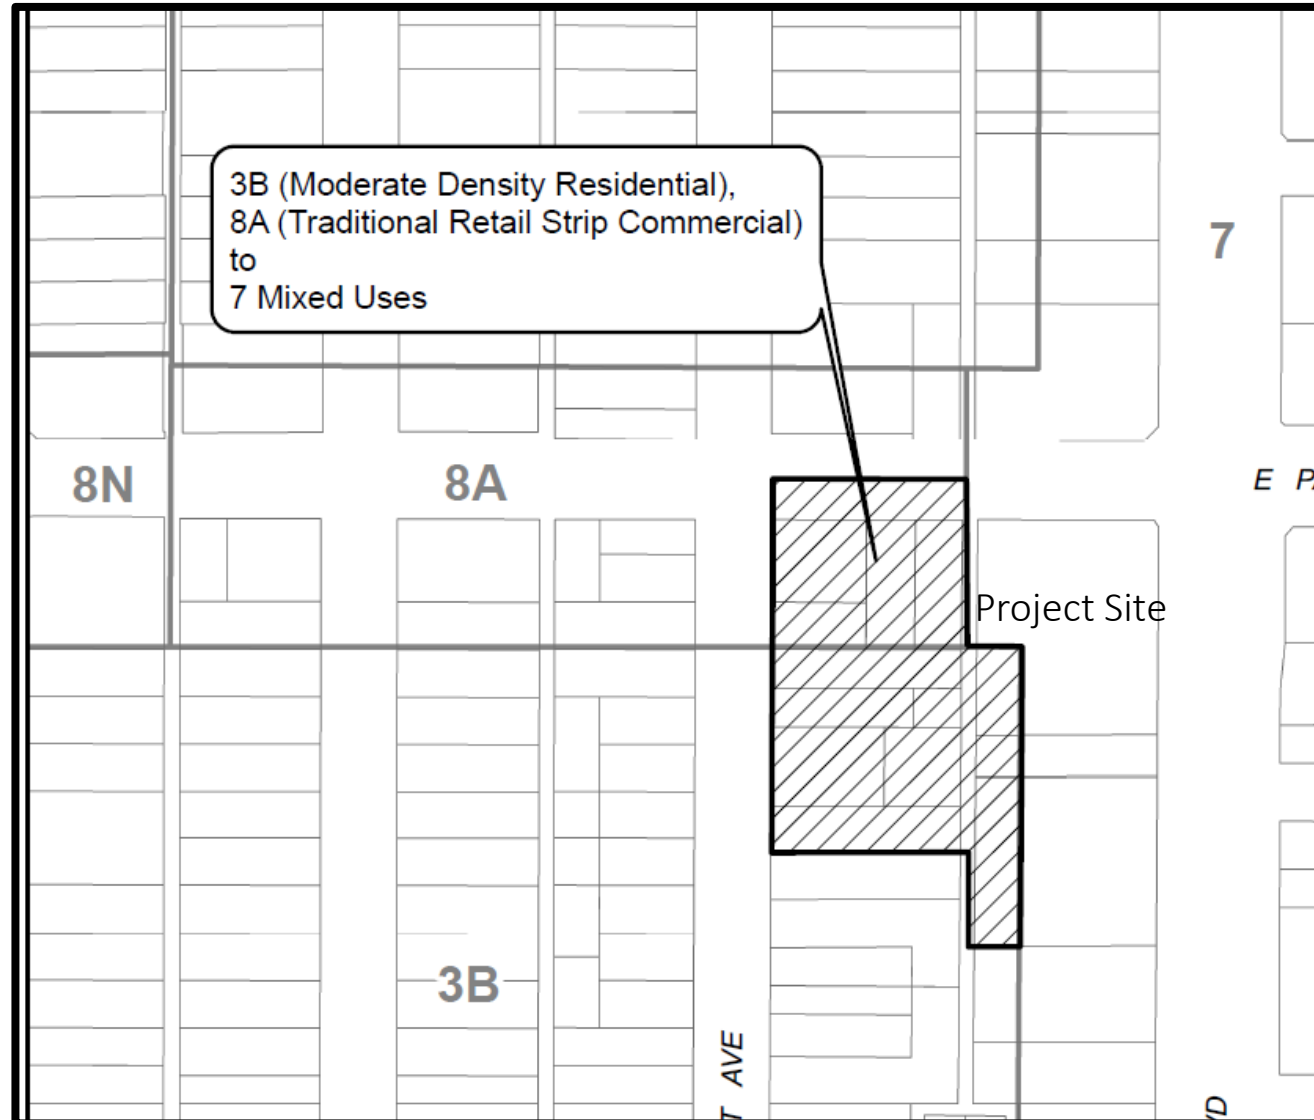 3B (Moderate Density Residential),
8A (Traditional Retail Strip Commercial)
to
7 Mixed Uses
7
8N
8A
E
Project Site
3B
AVE